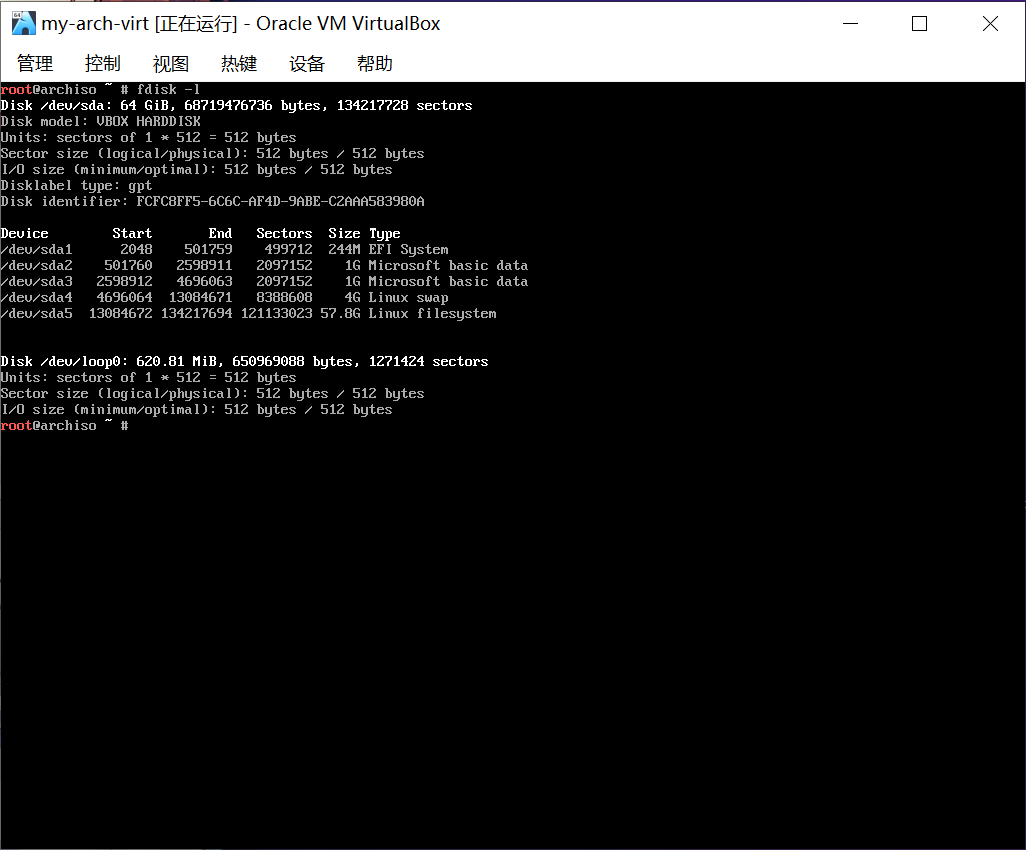 my-arch-virt [正在运行] - Oracle VM VirtualBox
管理 控制 视图 热键 设备 帮助
root@archiso ~ # fdisk -l
Disk /dev/sda: 64 GiB, 68719476736 bytes, 134217728 sectors
Disk model: VBOX HARDDISK
Units: sectors of 1 * 512 = 512 bytes
Sector size (logical/physical): 512 bytes / 512 bytes
I/O size (minimum/optimal): 512 bytes / 512 bytes
Disklabel type: gpt
Disk identifier: FCFC8FF5-6C6C-AF4D-9ABE-C2AAA583980A
Device Start End Sectors Size Type
/dev/sda1 2048 501759 499712 244M EFI System
/dev/sda2 501760 2598911 2097152 1G Microsoft basic data
/dev/sda3 2598912 4696063 2097152 1G Microsoft basic data
/dev/sda4 4696064 13084671 8388608 4G Linux swap
/dev/sda5 13084672 134217694 121133023 57.8G Linux filesystem
Disk /dev/loop0: 620.81 MiB, 650969088 bytes, 1271424 sectors
Units: sectors of 1 * 512 = 512 bytes
Sector size (logical/physical): 512 bytes / 512 bytes
I/O size (minimum/optimal): 512 bytes / 512 bytes
root@archiso ~ #